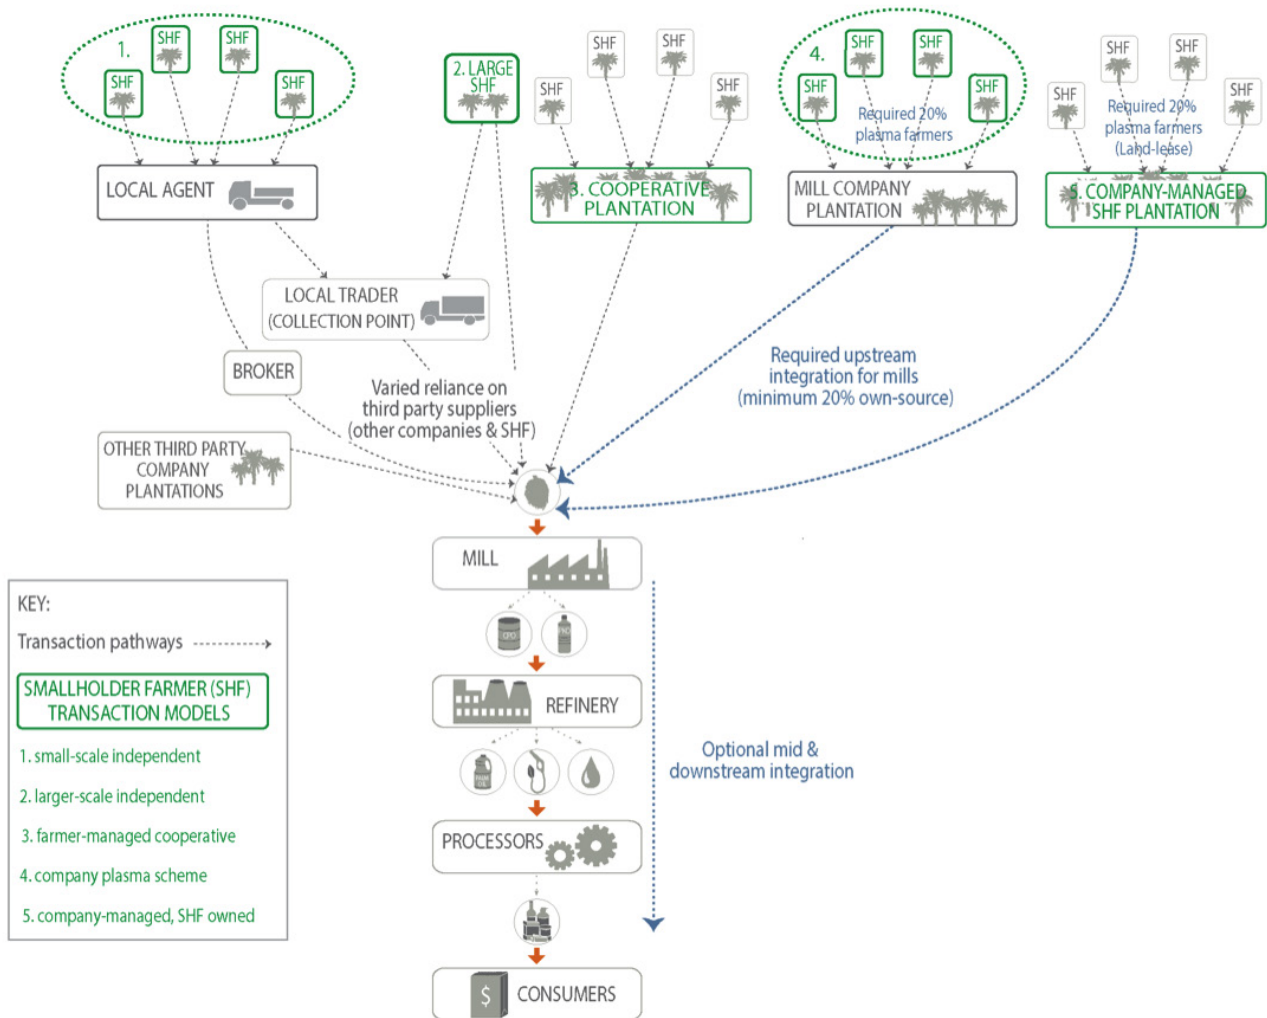 1.
SHF
SHF
SHF
SHF
2. LARGE
SHF
SHF
SHF
SHF
SHF
4.
SHF
SHF
SHF
SHF
Required 20%
plasma farmers
SHF
SHF
SHF
SHF
Required 20%
plasma farmers
(Land-lease)
LOCAL AGENT
3. COOPERATIVE
PLANTATION
MILL COMPANY
PLANTATION
5. COMPANY-MANAGED
SHF PLANTATION
LOCAL TRADER
(COLLECTION POINT)
BROKER
Varied reliance on
third party suppliers
(other companies & SHF)
Required upstream
integration for mills
(minimum 20% own-source)
OTHER THIRD PARTY
COMPANY
PLANTATIONS
MILL
CPO
PKO
REFINERY
PALM
OIL
Optional mid &
downstream integration
PROCESSORS
$
CONSUMERS
KEY:
Transaction pathways
SMALLHOLDER FARMER (SHF)
TRANSACTION MODELS
1. small-scale independent
2. larger-scale independent
3. farmer-managed cooperative
4. company plasma scheme
5. company-managed, SHF owned